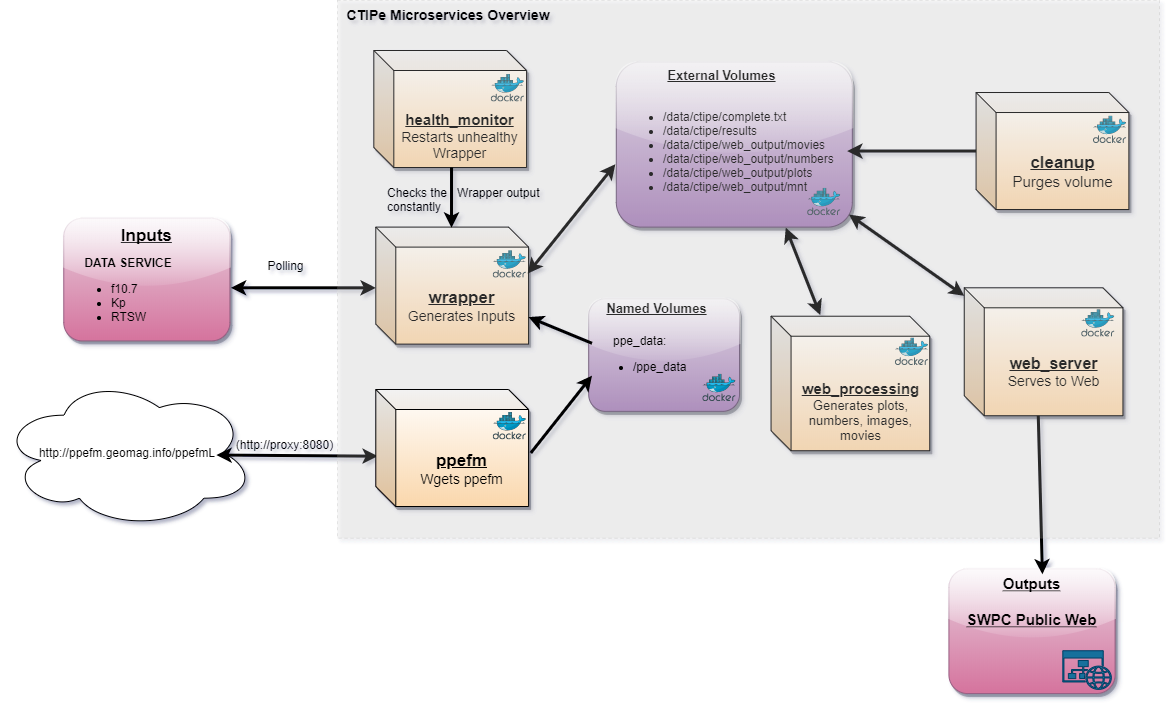 CTIPe Microservices Overview
docker
health_monitor
Restarts unhealthy
Wrapper
Checks the Wrapper output
constantly
External Volumes
/data/ctipe/complete.txt
/data/ctipe/results
/data/ctipe/web_output/movies
/data/ctipe/web_output/numbers
/data/ctipe/web_output/plots
/data/ctipe/web_output/mnt
docker
docker
cleanup
Purges volume
Inputs
DATA SERVICE
f10.7
Kp
RTSW
Polling
docker
wrapper
Generates Inputs
Named Volumes
ppe_data:
/ppe_data
docker
docker
web_processing
Generates plots,
numbers, images,
movies
docker
web_server
Serves to Web
http://ppefm.geomag.info/ppefmL
(http://proxy:8080)
docker
ppefm
Wgets ppefm
Outputs
SWPC Public Web